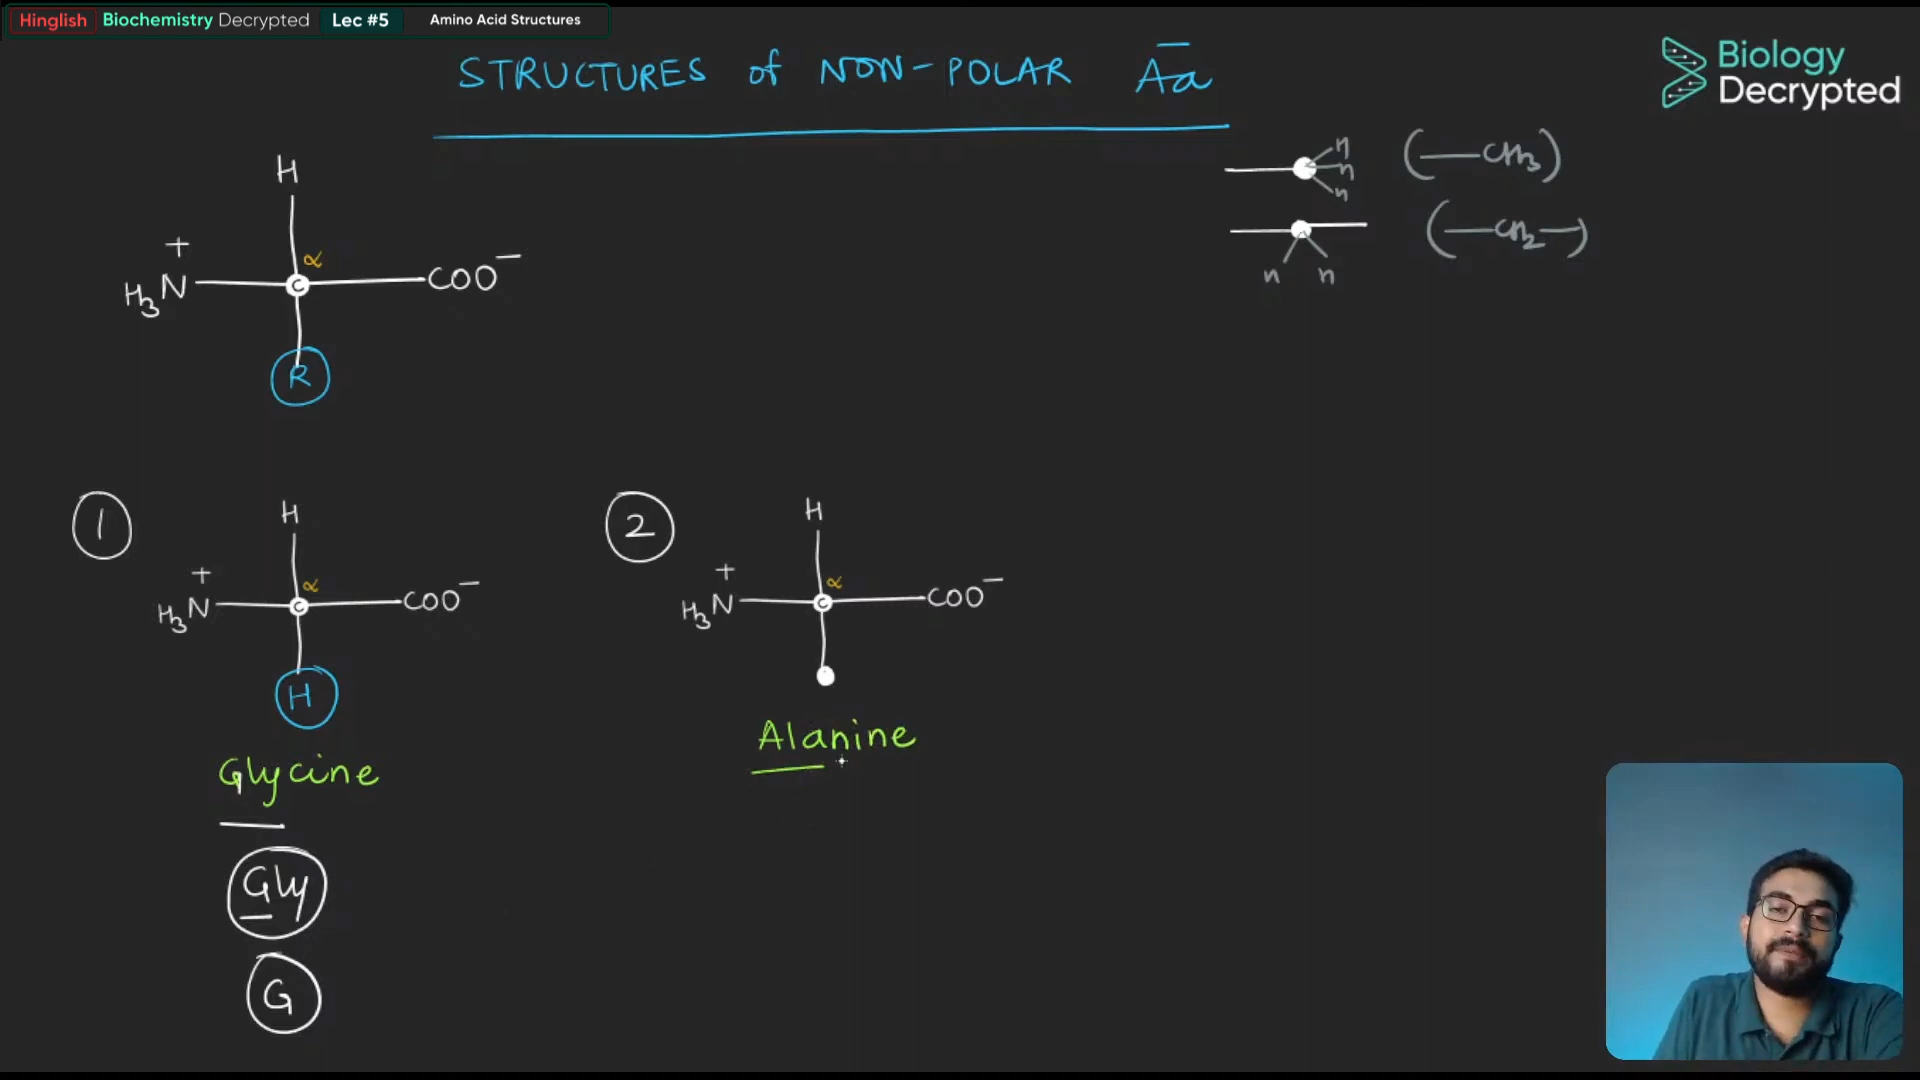 Hinglish Biochemistry Decrypted Lec #5 Amino Acid Structures
Biology
Decrypted
STRUCTURES of NON-POLAR Aa
H
H
H
H
(—CH3)
(—CH2—)
H H
H
+
H3N C α COO−
R
1
H
+
H3N C α COO−
H
Glycine
Gly
G
2
H
+
H3N C α COO−
Alanine